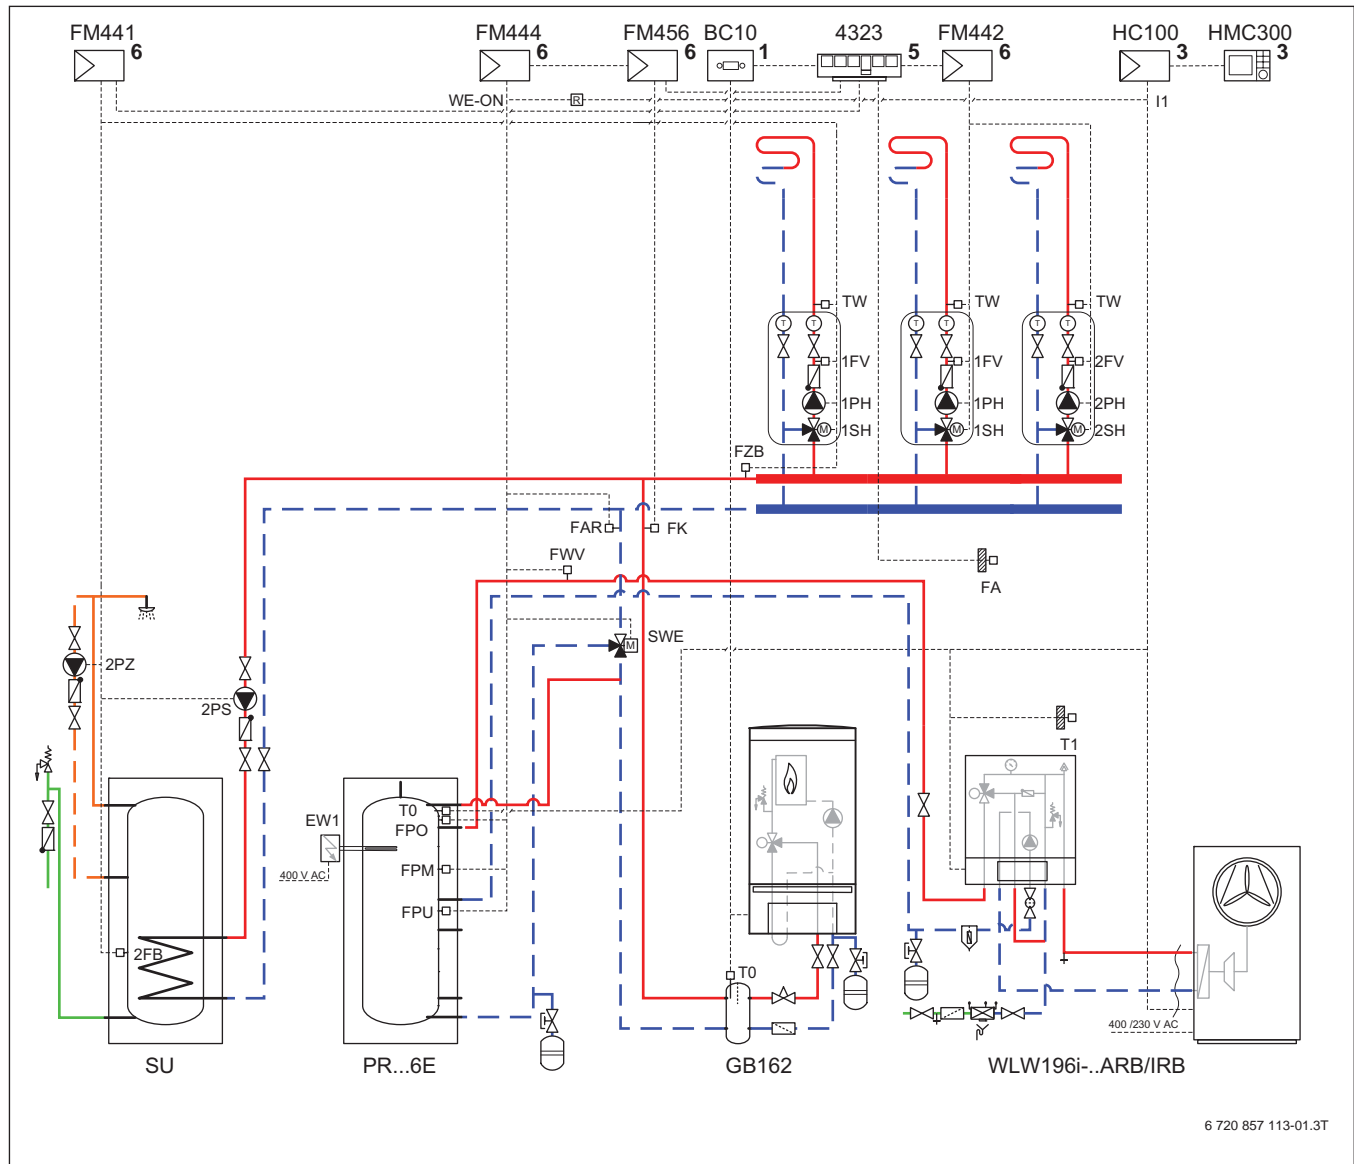 FM441 FM444 FM456 BC10 4323 FM442 HC100 HMC300
6 6 6 1 5 6 3 3
WE-ON R I1
TW TW TW
T T T T T T
1FV 1FV 2FV
1PH 1PH 2PH
M 1SH M 1SH M 2SH
FZB
FAR FK
FWV
FA
SWE
M
2PZ
2PS
T1
T0
EW1 FPO
FPM
400 V AC
FPU
2FB
T0
400 /230 V AC
SU PR...6E GB162 WLW196i-..ARB/IRB
6 720 857 113-01.3T